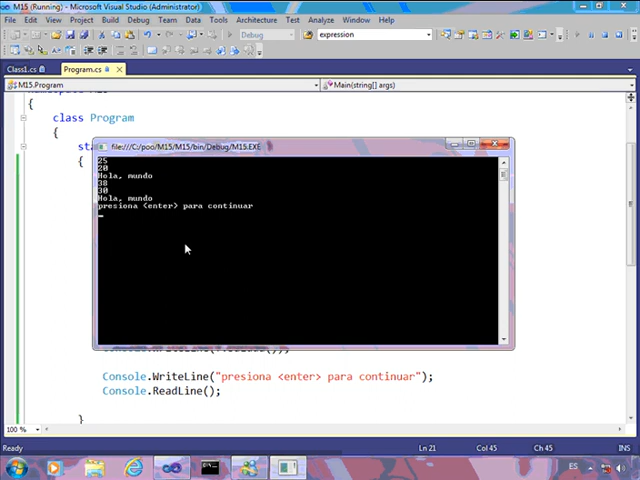 M15 (Running) - Microsoft Visual Studio (Administrator)
File Edit View Project Build Debug Team Data Tools Architecture Test Analyze Window Help
Debug expression
Class1.cs Program.cs
M15.Program Main(string[] args)
{
class Program
{
file:///C:/poo/M15/M15/bin/Debug/M15.EXE
{
25
20
Hola, mundo
38
30
Hola, mundo
presiona <enter> para continuar
Console.WriteLine("presiona <enter> para continuar");
Console.ReadLine();
}
100 %
Ready Ln 21 Col 45 Ch 45 INS
ES